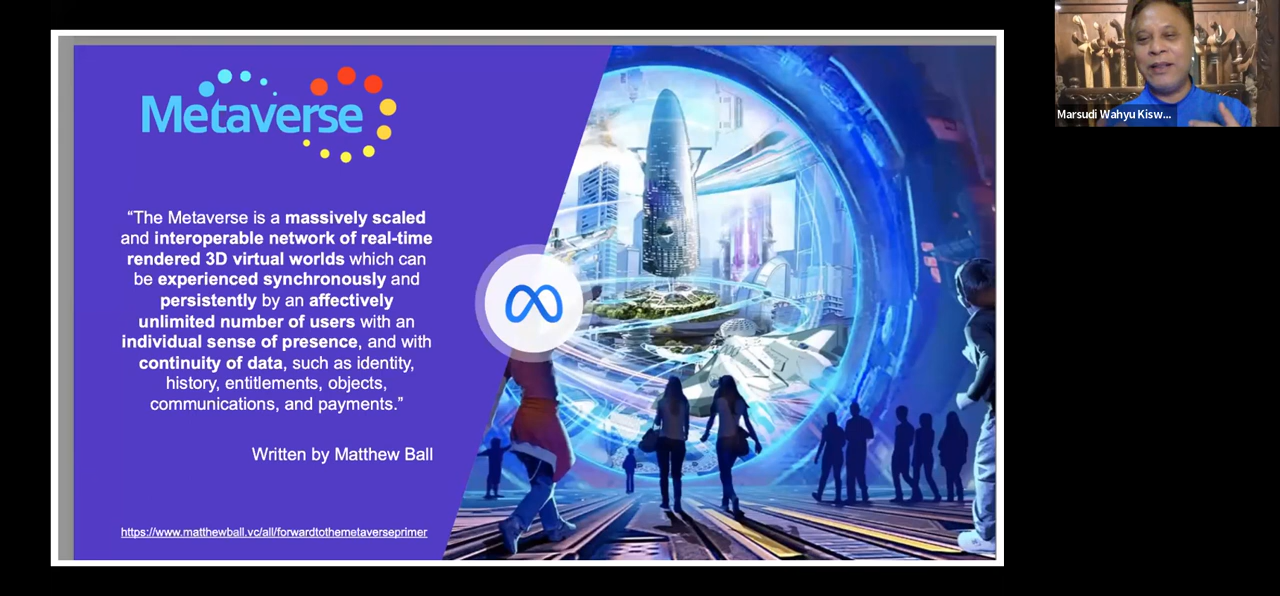 Metaverse
“The Metaverse is a massively scaled
and interoperable network of real-time
rendered 3D virtual worlds which can
be experienced synchronously and
persistently by an affectively
unlimited number of users with an
individual sense of presence, and with
continuity of data, such as identity,
history, entitlements, objects,
communications, and payments.”
Written by Matthew Ball
https://www.matthewball.vc/all/forwardtothemetaverseprimer
Marsudi Wahyu Kisw...